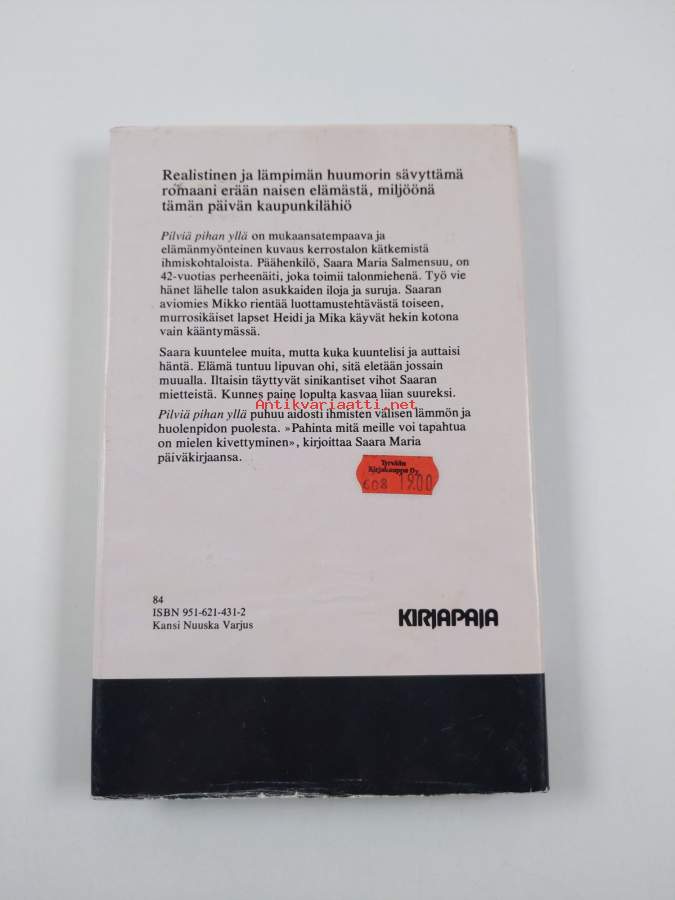 Realistinen ja lämpimän huumorin sävyttämä
romaani erään naisen elämästä, miljöönä
tämän päivän kaupunkilähiö
Pilviä pihan yllä on mukaansatempaava ja
elämänmyönteinen kuvaus kerrostalon kätkemistä
ihmiskohtaloista. Päähenkilö, Saara Maria Salmensuu, on
42-vuotias perheenäiti, joka toimii talonmiehenä. Työ vie
hänet lähelle talon asukkaiden iloja ja suruja. Saaran
aviomies Mikko rientää luottamustehtävästä toiseen,
murrosikäiset lapset Heidi ja Mika käyvät hekin kotona
vain kääntymässä.
Saara kuuntelee muita, mutta kuka kuuntelisi ja auttaisi
häntä. Elämä tuntuu lipuvan ohi, sitä eletään jossain
muualla. Iltaisin täyttyvät sinikantiset vihot Saaran
mietteistä. Kunnes paine lopulta kasvaa liian suureksi.
Antikvariaatti.net
Pilviä pihan yllä puhuu aidosti ihmisten välisen lämmön ja
huolenpidon puolesta. »Pahinta mitä meille voi tapahtua
on mielen kivettyminen», kirjoittaa Saara Maria
päiväkirjaansa.
Tyrvään
Kirjakauppa Oy
608 19.00
84
ISBN 951-621-431-2
Kansi Nuuska Varjus
KIRJAPAJA